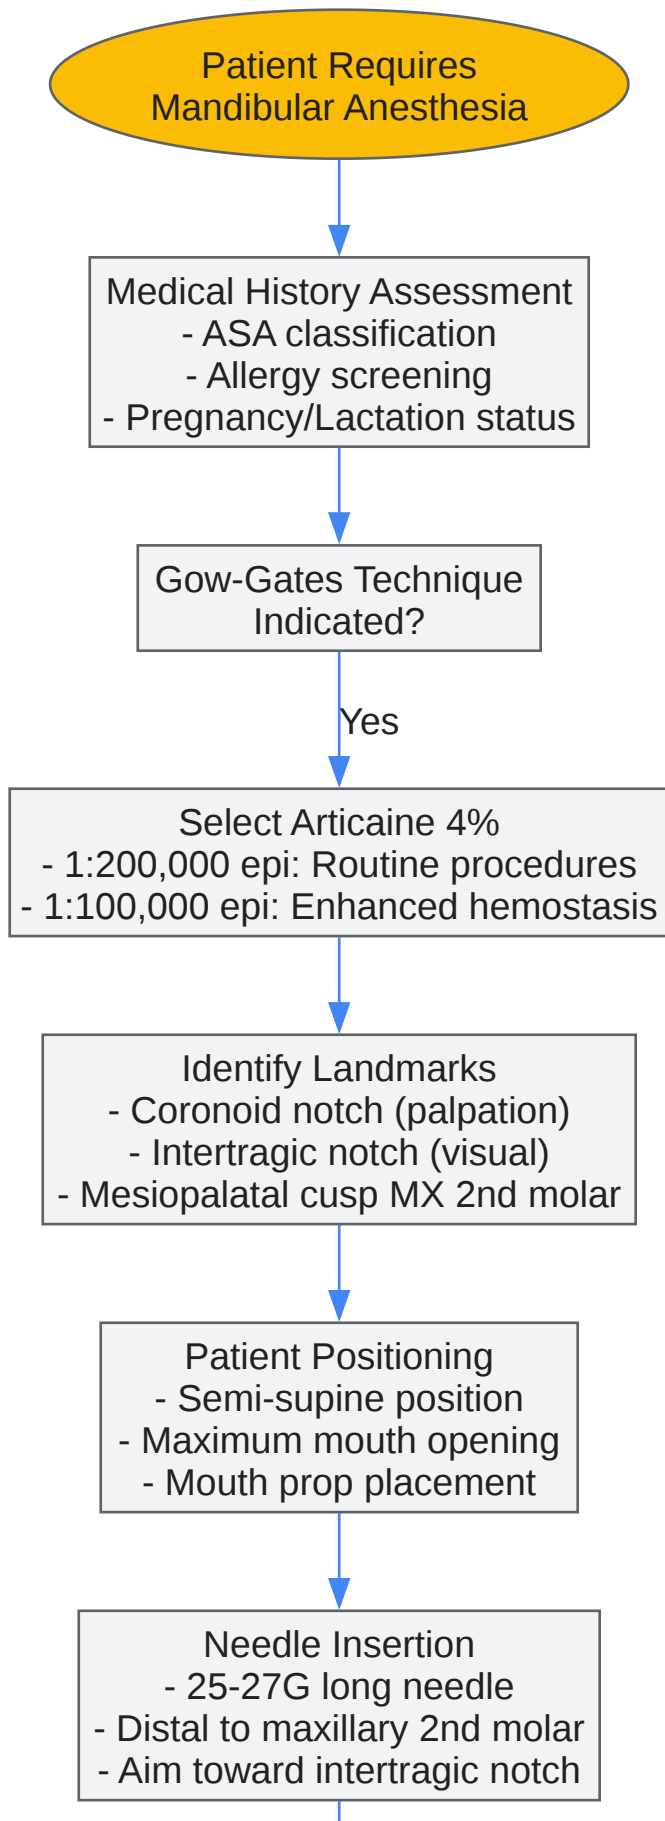 Patient Requires
Mandibular Anesthesia
Medical History Assessment
- ASA classification
- Allergy screening
- Pregnancy/Lactation status
Gow-Gates Technique
Indicated?
Yes
Select Articaine 4%
- 1:200,000 epi: Routine procedures
- 1:100,000 epi: Enhanced hemostasis
Identify Landmarks
- Coronoid notch (palpation)
- Intertragic notch (visual)
- Mesiopalatal cusp MX 2nd molar
Patient Positioning
- Semi-supine position
- Maximum mouth opening
- Mouth prop placement
Needle Insertion
- 25-27G long needle
- Distal to maxillary 2nd molar
- Aim toward intertragic notch